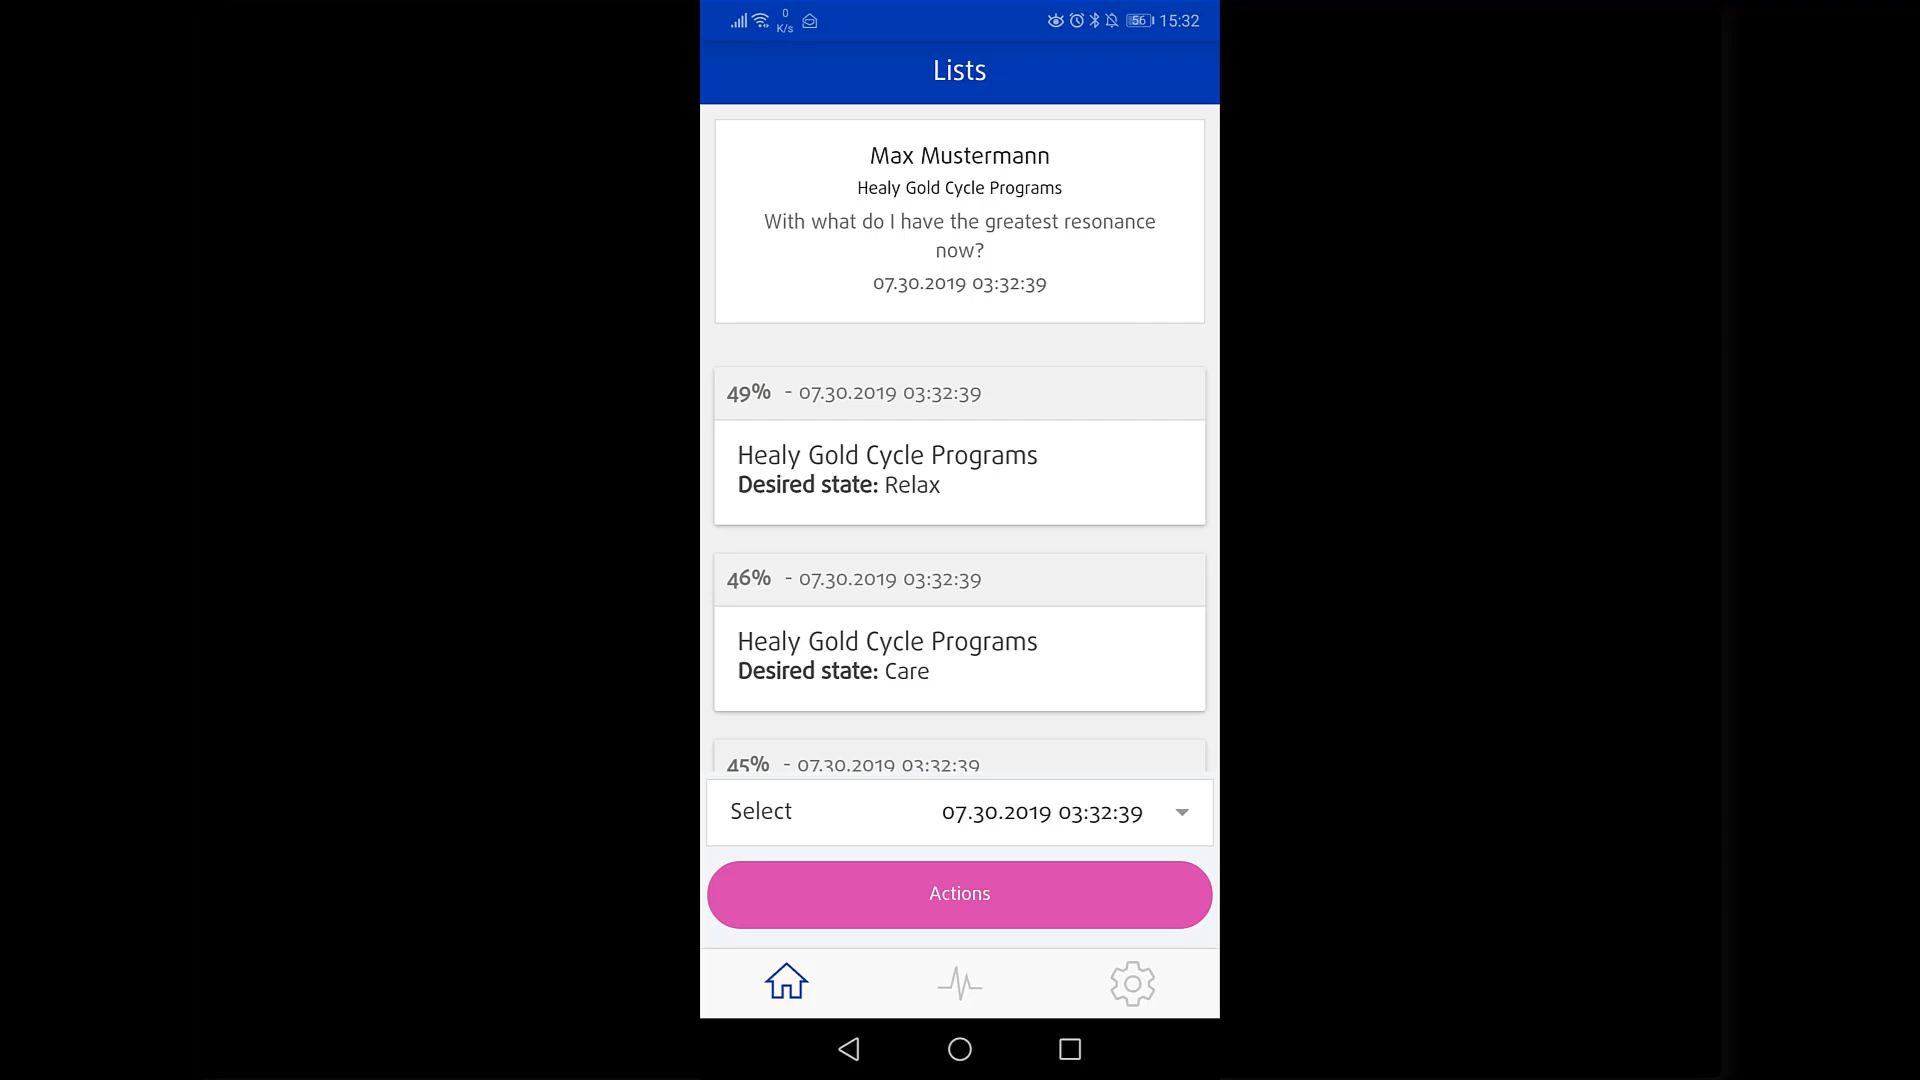 0
K/s
56
15:32
Lists
Max Mustermann
Healy Gold Cycle Programs
With what do I have the greatest resonance
now?
07.30.2019 03:32:39
49% - 07.30.2019 03:32:39
Healy Gold Cycle Programs
Desired state: Relax
46% - 07.30.2019 03:32:39
Healy Gold Cycle Programs
Desired state: Care
45% - 07.30.2019 03:32:39
Select 07.30.2019 03:32:39
Actions